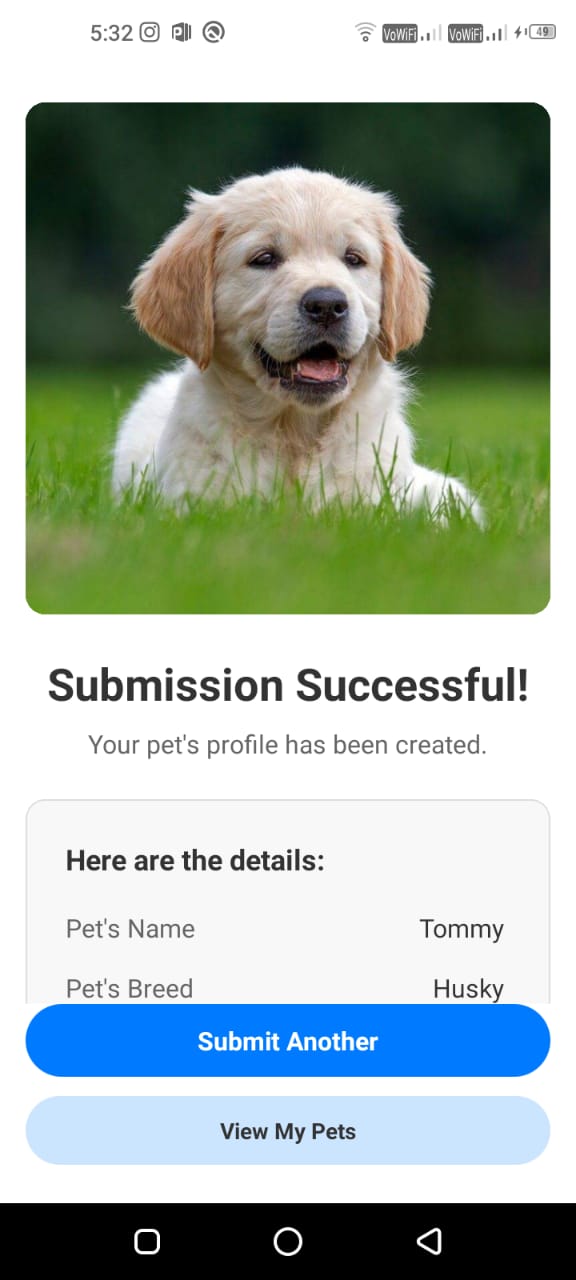 5:32 VoWiFi VoWiFi 49
Submission Successful!
Your pet's profile has been created.
Here are the details:
Pet's Name Tommy
Pet's Breed Husky
Submit Another
View My Pets